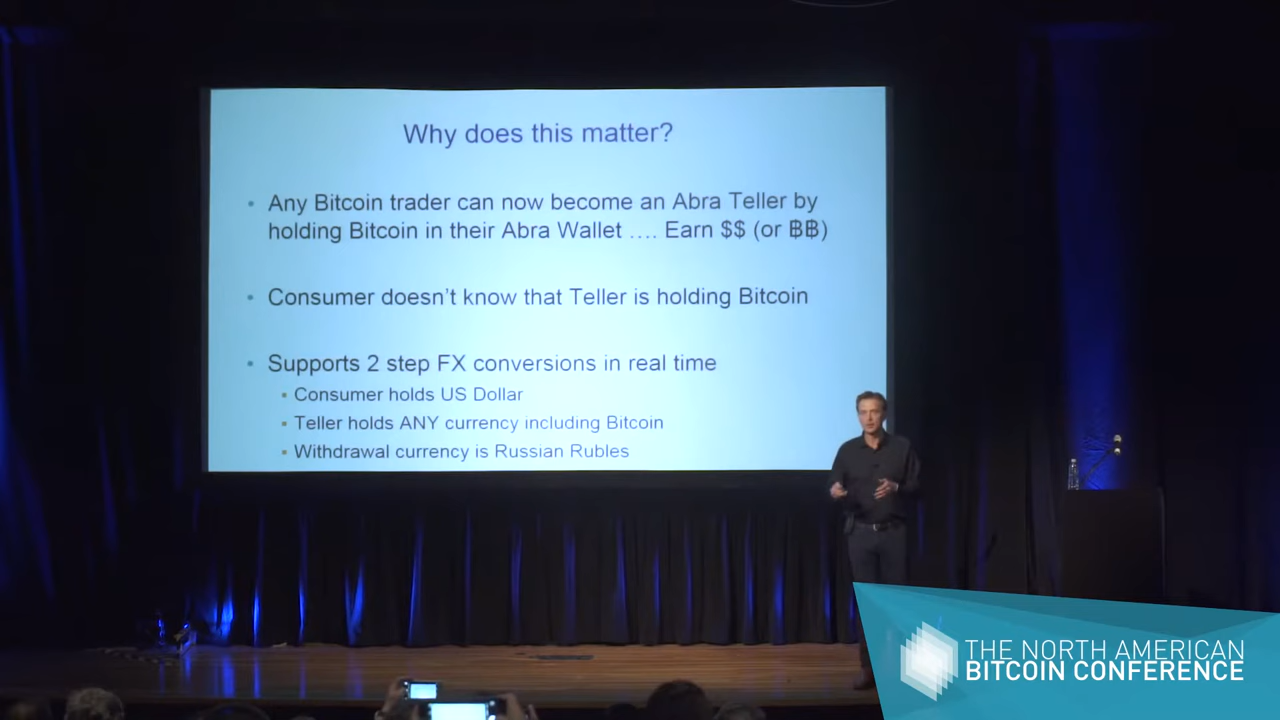 Why does this matter?
• Any Bitcoin trader can now become an Abra Teller by
holding Bitcoin in their Abra Wallet …. Earn $$ (or ɃɃ)
• Consumer doesn't know that Teller is holding Bitcoin
• Supports 2 step FX conversions in real time
▪ Consumer holds US Dollar
▪ Teller holds ANY currency including Bitcoin
▪ Withdrawal currency is Russian Rubles
THE NORTH AMERICAN
BITCOIN CONFERENCE